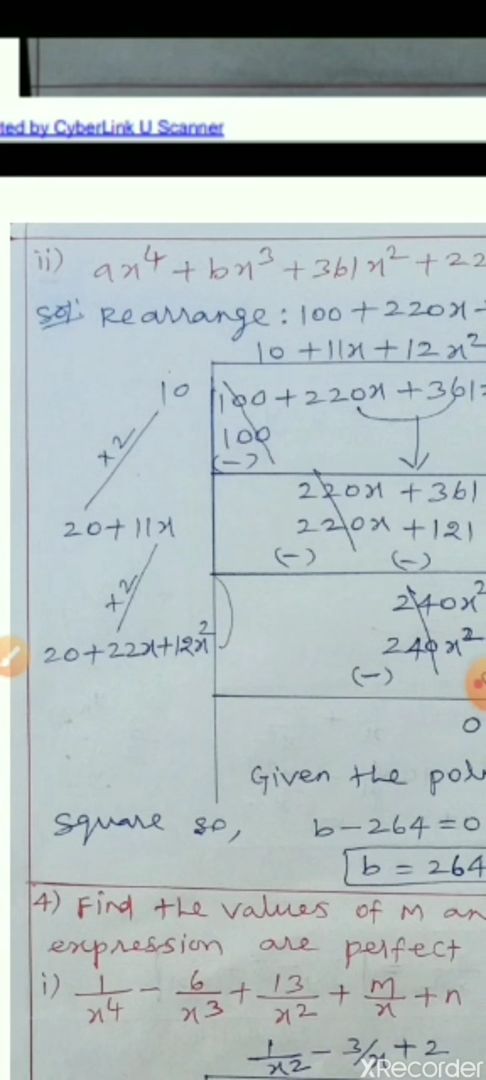 ted by CyberLink U Scanner
ii) ax⁴ + bx³ + 361x² + 22
Sol: Rearrange : 100 + 220x -
10 + 11x + 12x²
10 100 + 220x + 361
×2 100
(-)
220x + 361
20 + 11x 220x + 121
(-) (-)
×2 240x²
20 + 22x + 12x² 240x²
(-)
0
Given the pol
square so, b - 264 = 0
b = 264
4) Find the values of m an
expression are perfect
i) 1/x⁴ - 6/x³ + 13/x² + m/x + n
1/x² - 3/x + 2
XRecorder